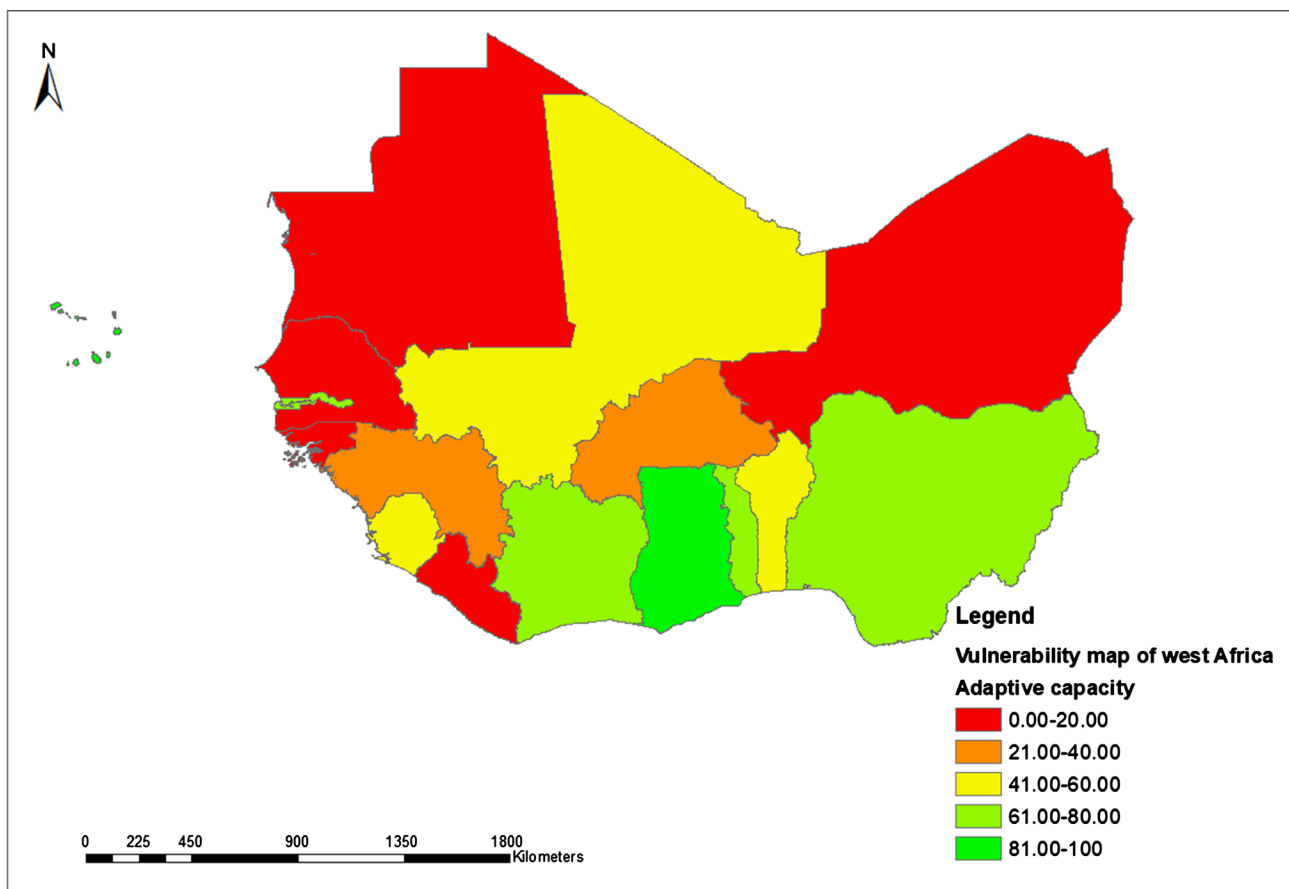 N
Legend
Vulnerability map of west Africa
Adaptive capacity
0.00-20.00
21.00-40.00
41.00-60.00
61.00-80.00
81.00-100
0 225 450 900 1350 1800
Kilometers